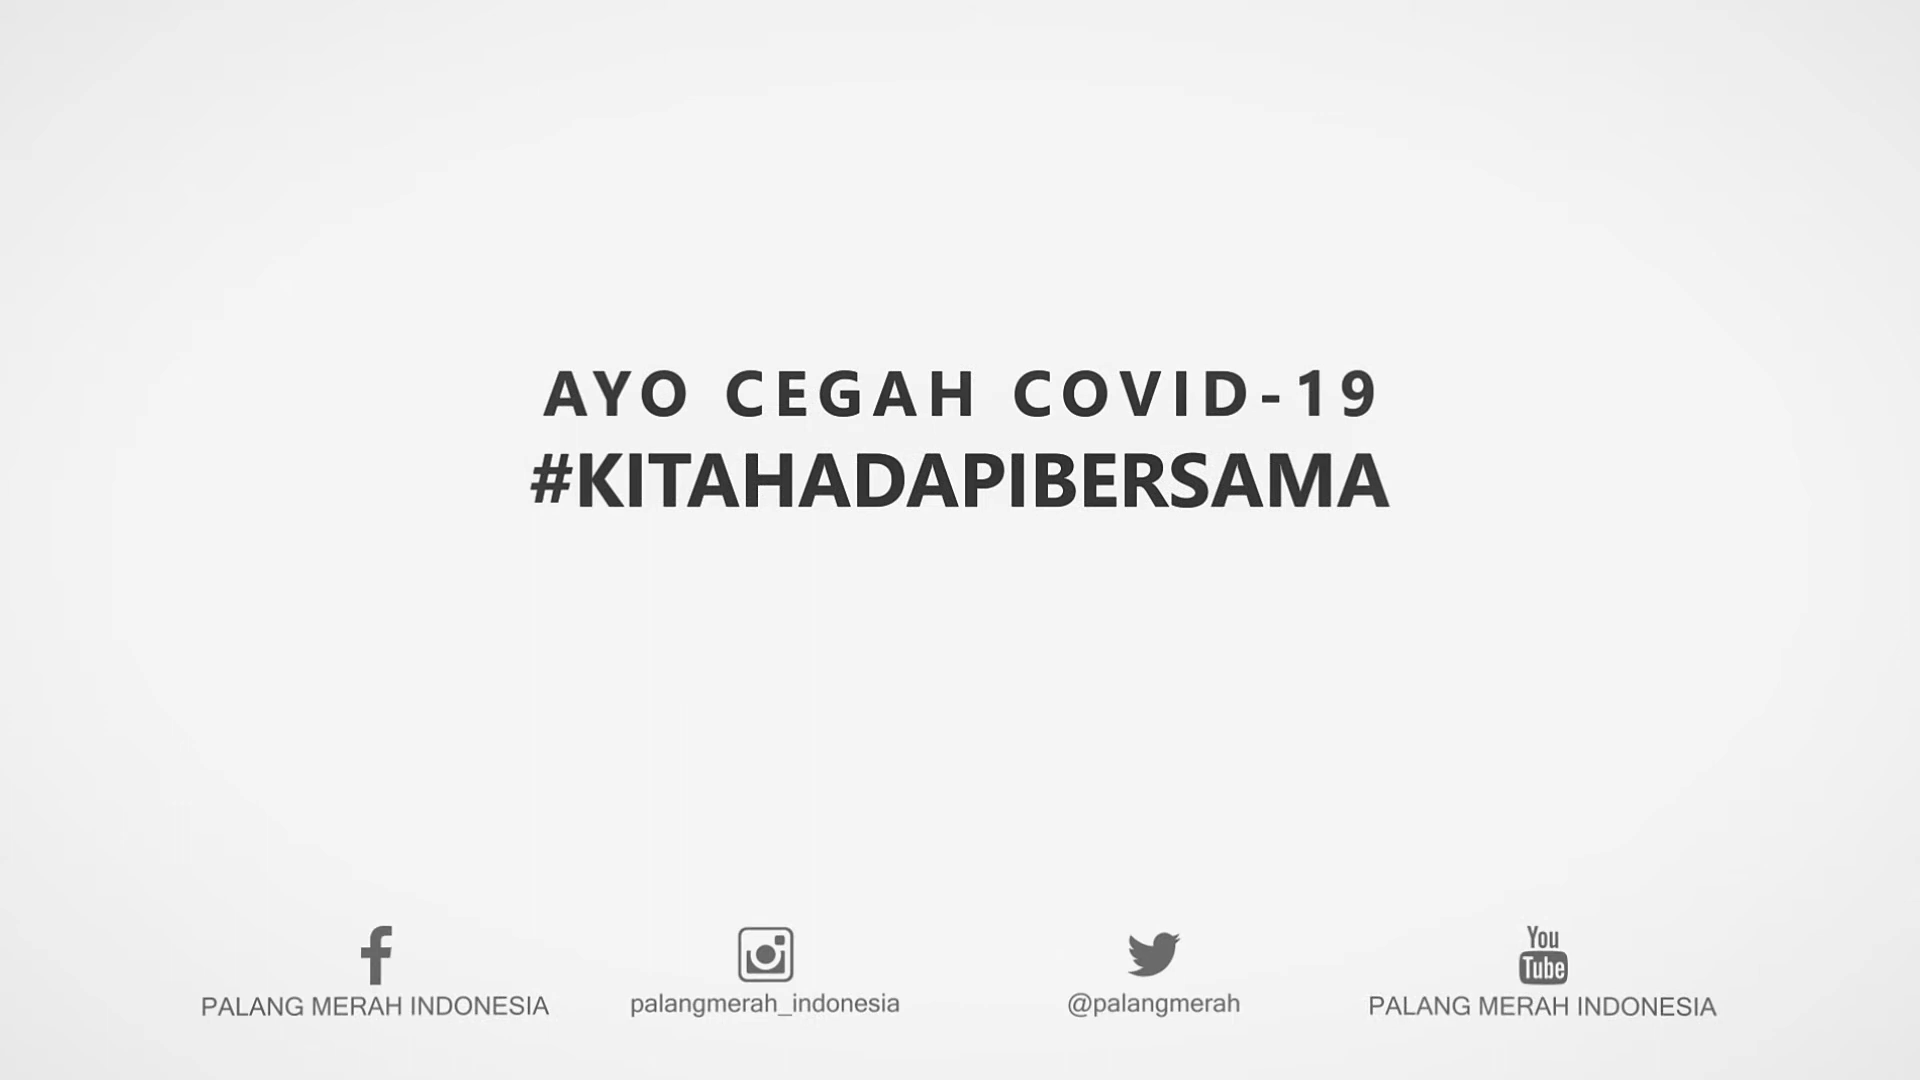 AYO CEGAH COVID-19
#KITAHADAPIBERSAMA
PALANG MERAH INDONESIA
palangmerah_indonesia
@palangmerah
You
Tube
PALANG MERAH INDONESIA